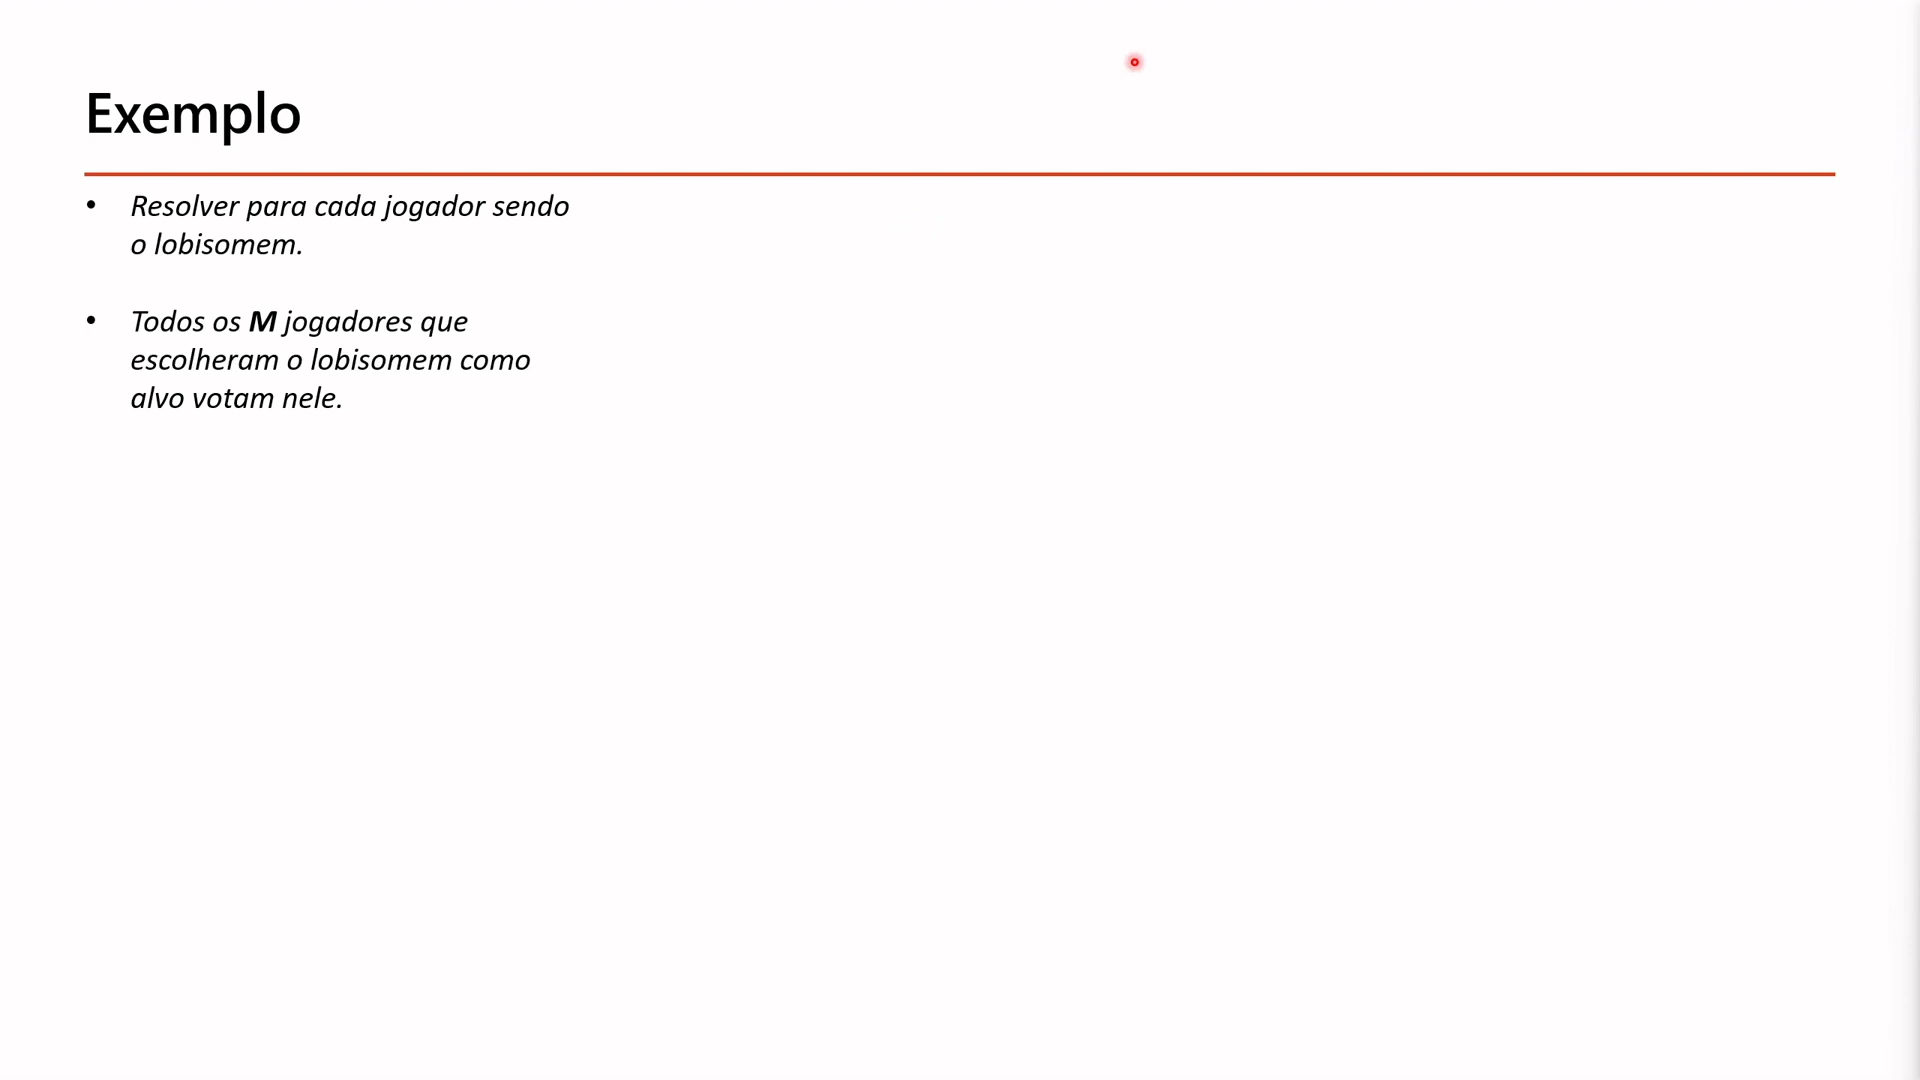 Exemplo
• Resolver para cada jogador sendo
o lobisomem.
• Todos os M jogadores que
escolheram o lobisomem como
alvo votam nele.